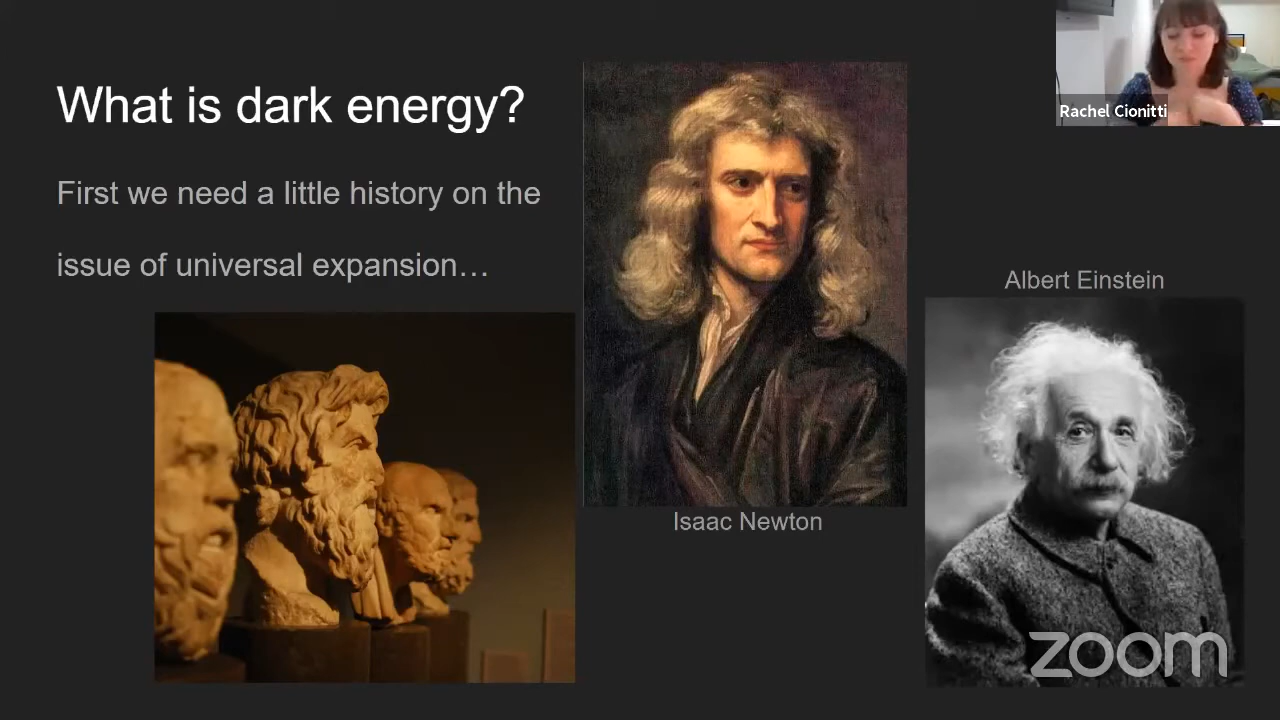 What is dark energy?
First we need a little history on the
issue of universal expansion…
Rachel Cionitti
Albert Einstein
Isaac Newton
zoom